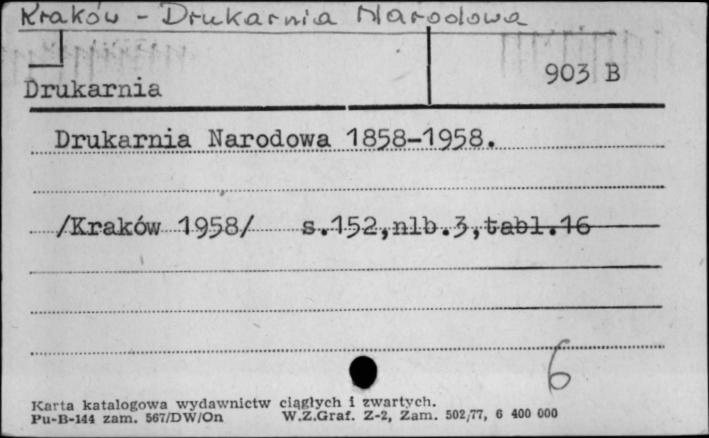 Kraków - Drukarnia Narodowa
903 B
Drukarnia
Drukarnia Narodowa 1858-1958.
/Kraków 1958/ s.152,nlb.3,tabl.16
6
Karta katalogowa wydawnictw ciągłych i zwartych.
Pu-B-144 zam. 567/DW/On W.Z.Graf. Z-2, Zam. 502/77, 6 400 000